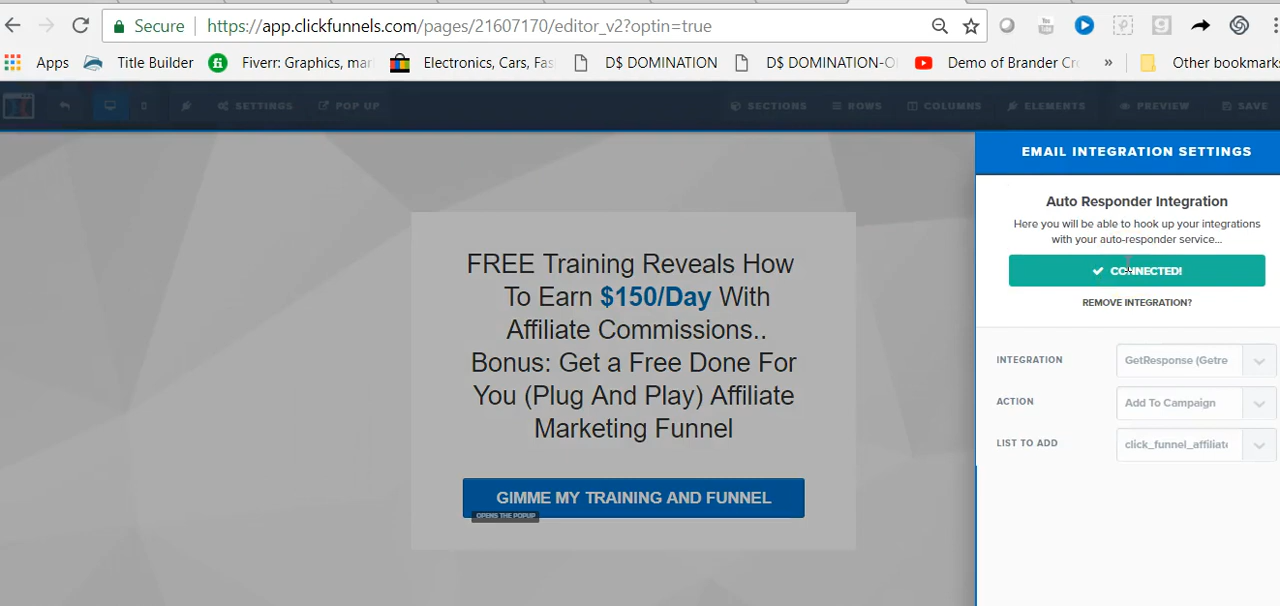 Secure
https://app.clickfunnels.com/pages/21607170/editor_v2?optin=true
You
Apps
Title Builder
fi
Fiverr: Graphics, mar
Electronics, Cars, Fas
D$ DOMINATION
D$ DOMINATION-O
Demo of Brander Cr
»
Other bookmarks
SETTINGS
POP UP
SECTIONS
ROWS
COLUMNS
ELEMENTS
PREVIEW
SAVE
EMAIL INTEGRATION SETTINGS
Auto Responder Integration
Here you will be able to hook up your integrations
with your auto-responder service...
CONNECTED!
REMOVE INTEGRATION?
INTEGRATION
GetResponse (Getre
ACTION
Add To Campaign
LIST TO ADD
click_funnel_affiliate
FREE Training Reveals How
To Earn $150/Day With
Affiliate Commissions..
Bonus: Get a Free Done For
You (Plug And Play) Affiliate
Marketing Funnel
GIMME MY TRAINING AND FUNNEL
OPENS THE POPUP